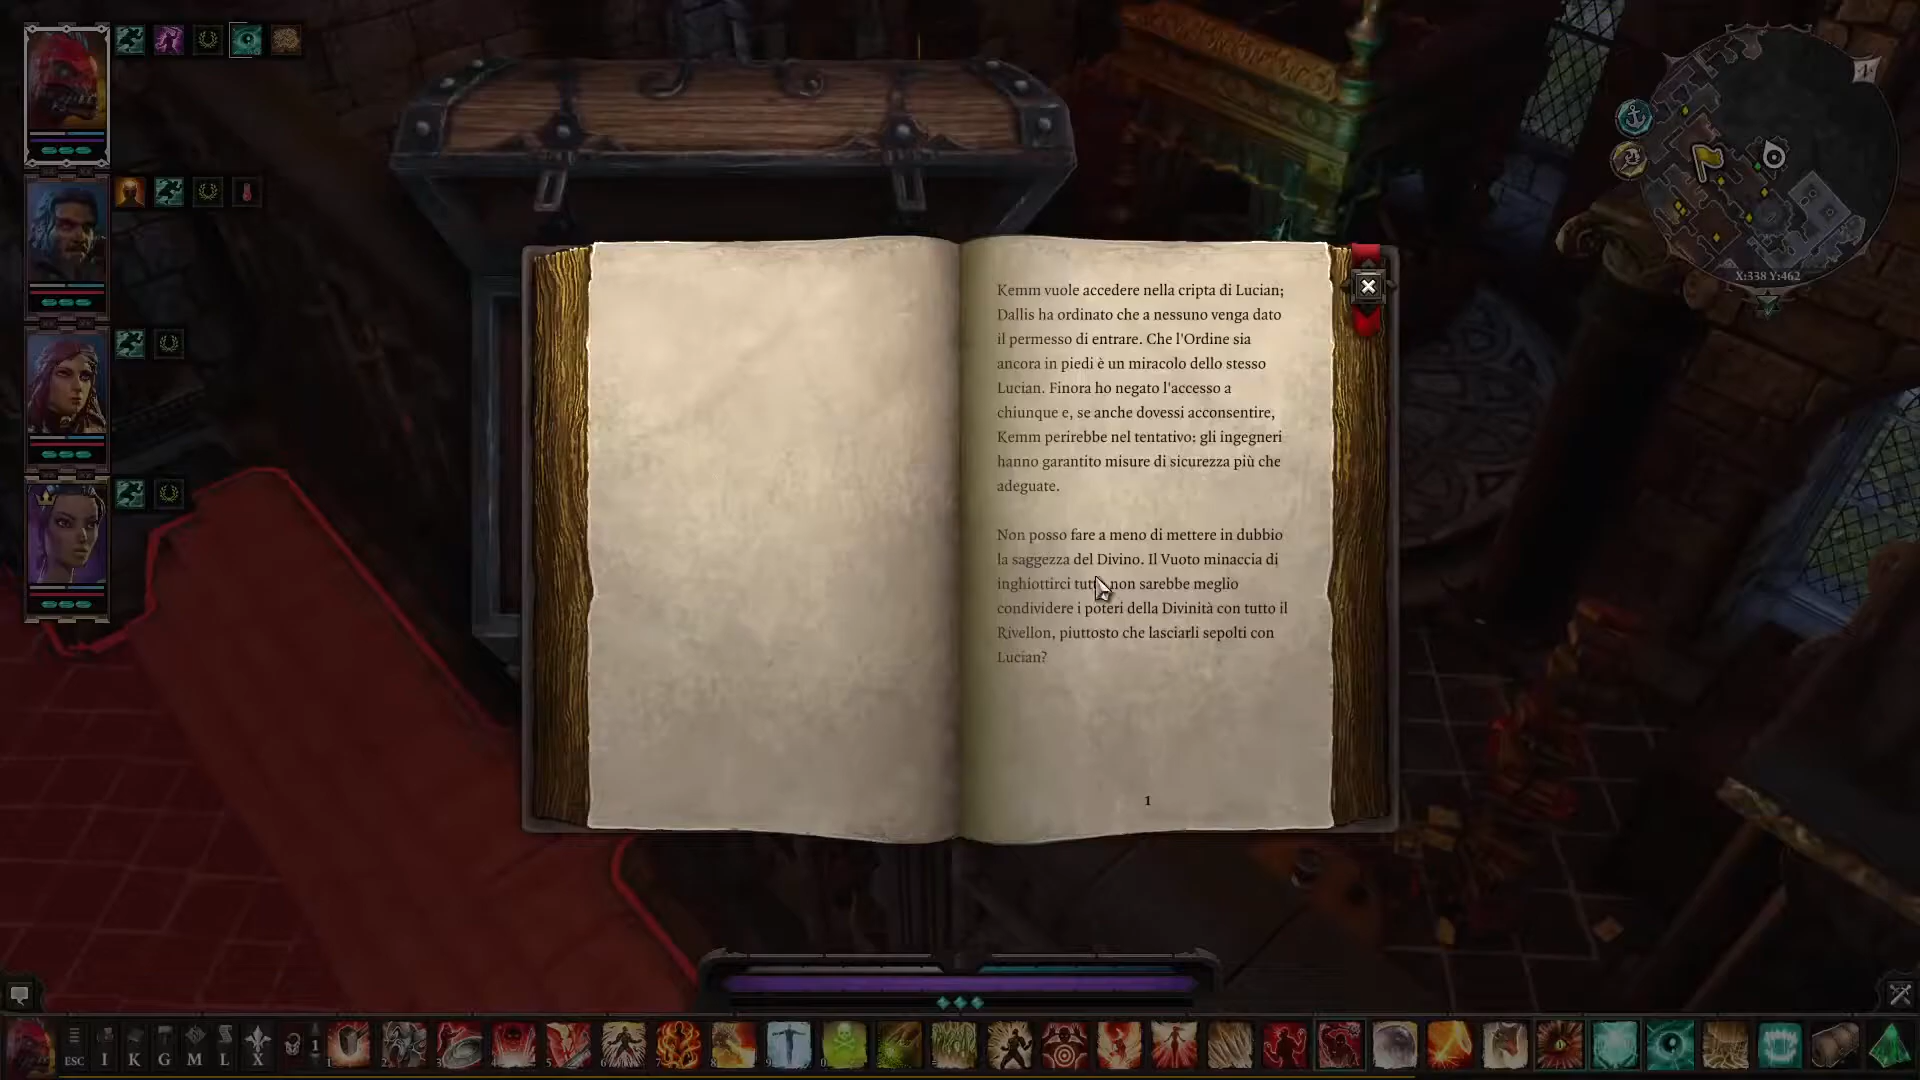 X:338 Y:462
Kemm vuole accedere nella cripta di Lucian;
Dallis ha ordinato che a nessuno venga dato
il permesso di entrare. Che l'Ordine sia
ancora in piedi è un miracolo dello stesso
Lucian. Finora ho negato l'accesso a
chiunque e, se anche dovessi acconsentire,
Kemm perirebbe nel tentativo: gli ingegneri
hanno garantito misure di sicurezza più che
adeguate.
Non posso fare a meno di mettere in dubbio
la saggezza del Divino. Il Vuoto minaccia di
inghiottirci non sarebbe meglio
condividere i poteri della Divinità con tutto il
Rivellon, piuttosto che lasciarli sepolti con
Lucian?
1
ESC I K G M L X 1